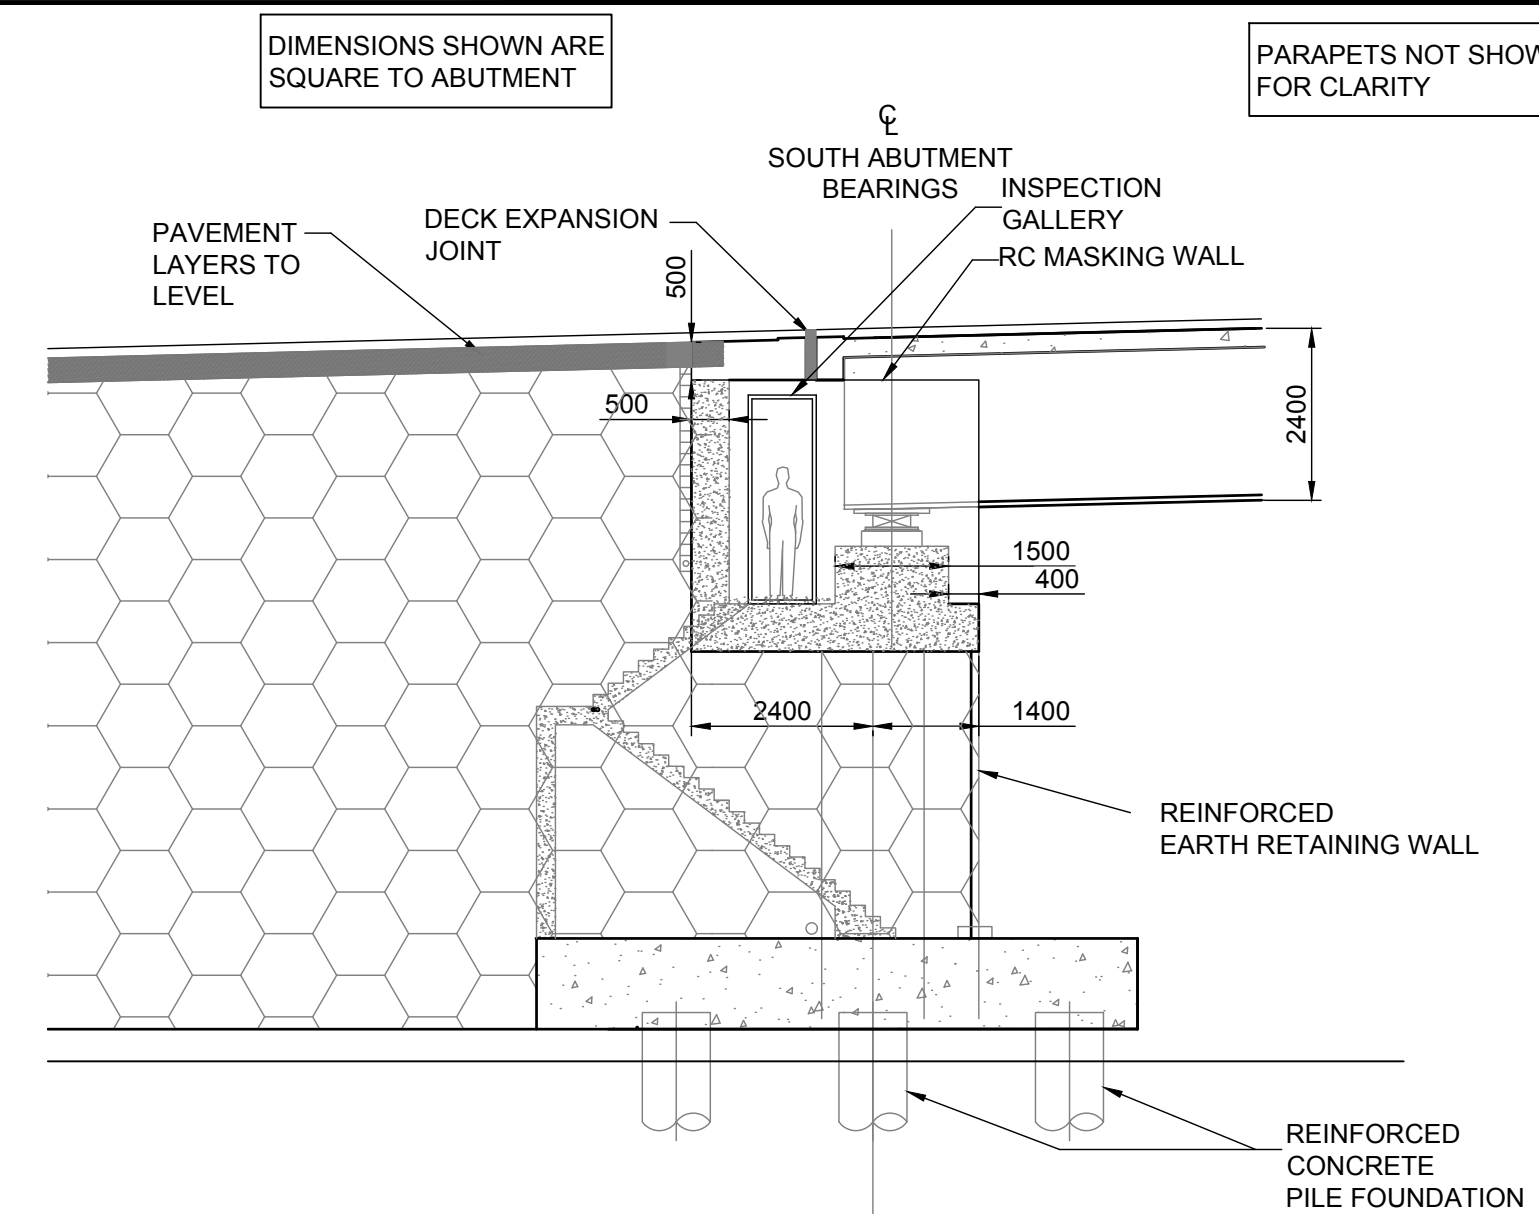 DIMENSIONS SHOWN ARE
SQUARE TO ABUTMENT
PARAPETS NOT SHOW
FOR CLARITY
℄
SOUTH ABUTMENT
BEARINGS
INSPECTION
GALLERY
RC MASKING WALL
DECK EXPANSION
JOINT
PAVEMENT
LAYERS TO
LEVEL
500
500
2400
1500
400
2400
1400
REINFORCED
EARTH RETAINING WALL
REINFORCED
CONCRETE
PILE FOUNDATION